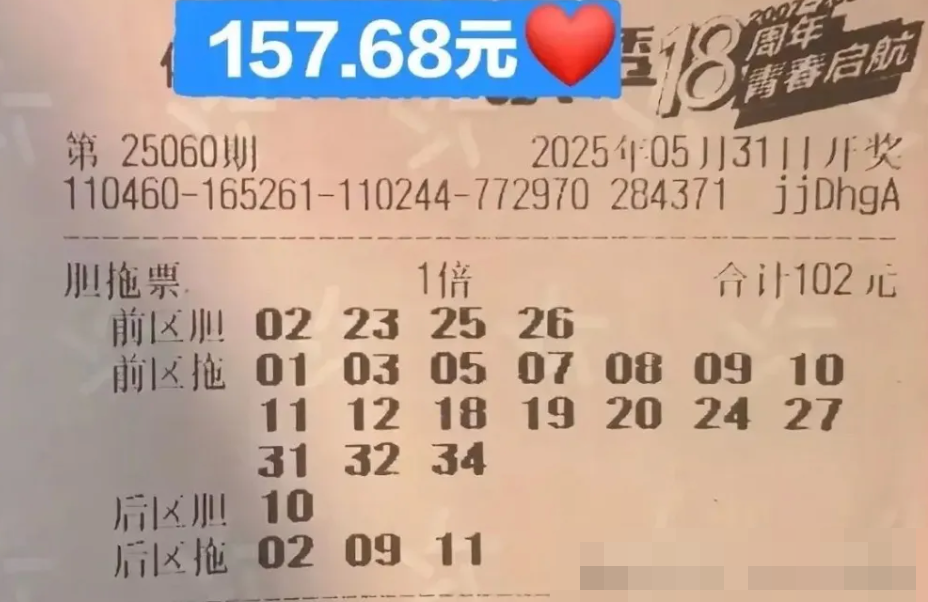 157.68元
18周年
青春启航
第 25060期 2025年05月31日开奖
110460-165261-110244-772970 284371 jjDhgA
胆拖票 1倍 合计102元
前区胆 02 23 25 26
前区拖 01 03 05 07 08 09 10
11 12 18 19 20 24 27
31 32 34
后区胆 10
后区拖 02 09 11